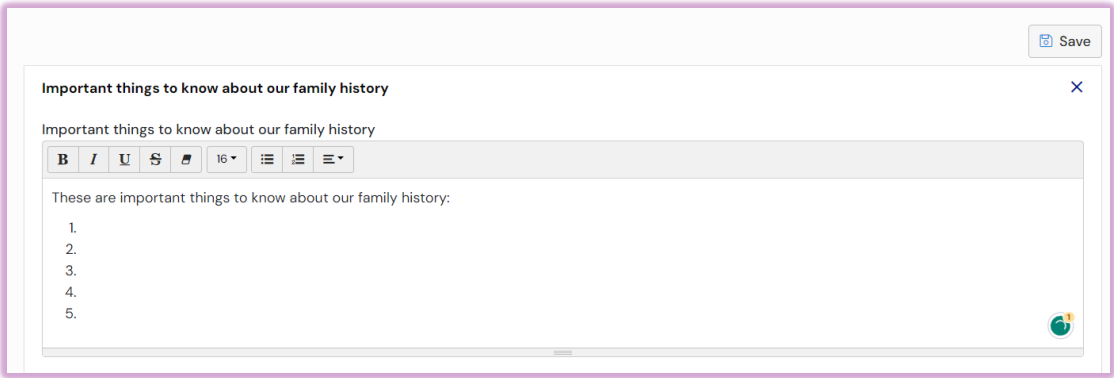 Save
Important things to know about our family history
Important things to know about our family history
B I U S 16
These are important things to know about our family history:
1.
2.
3.
4.
5.
1